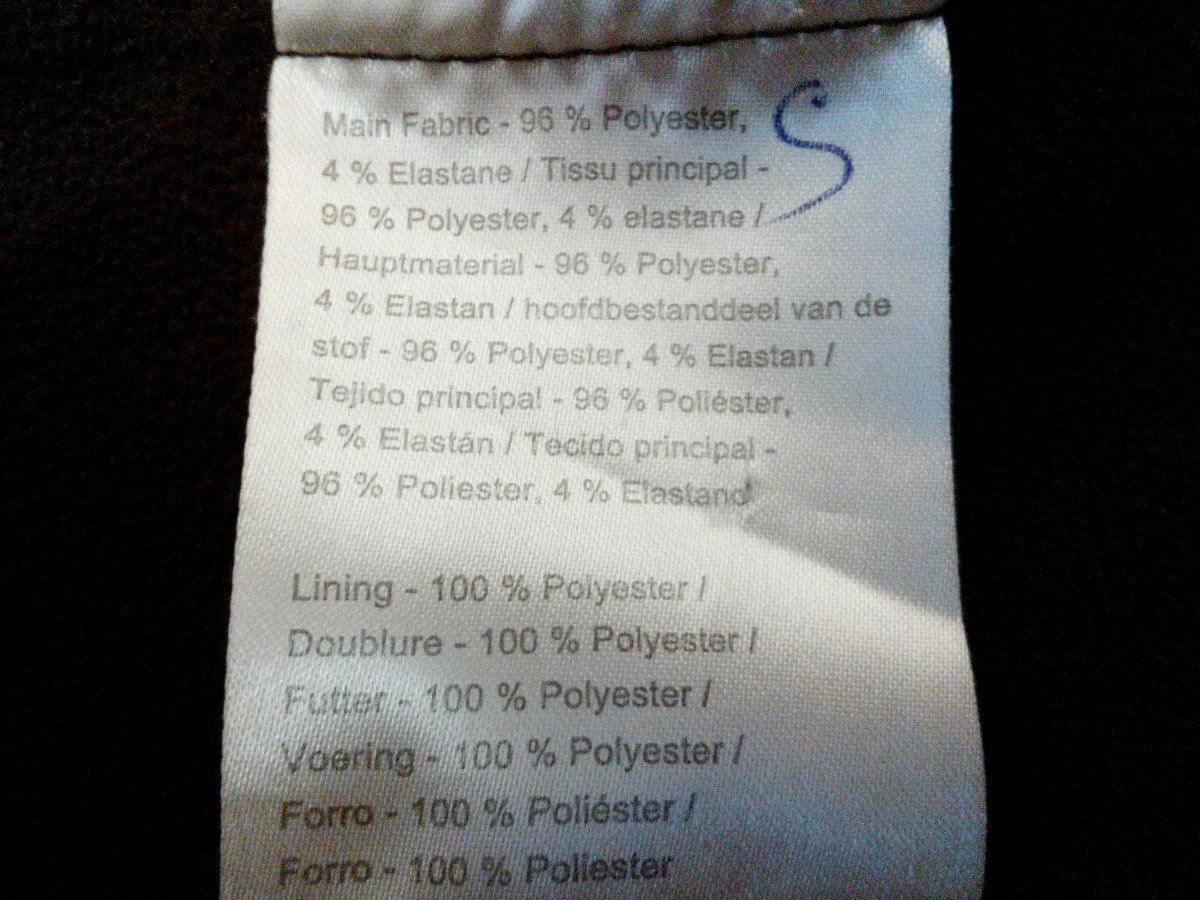 Main Fabric - 96 % Polyester,
S
4 % Elastane / Tissu principal -
96 % Polyester, 4 % elastane /
Hauptmaterial - 96 % Polyester,
4 % Elastan / hoofdbestanddeel van de
stof - 96 % Polyester, 4 % Elastan /
Tejido principal - 96 % Poliéster,
4 % Elastán / Tecido principal -
96 % Poliester, 4 % Elastano
Lining - 100 % Polyester /
Doublure - 100 % Polyester /
Futter - 100 % Polyester /
Voering - 100 % Polyester /
Forro - 100 % Poliéster /
Forro - 100 % Poliester